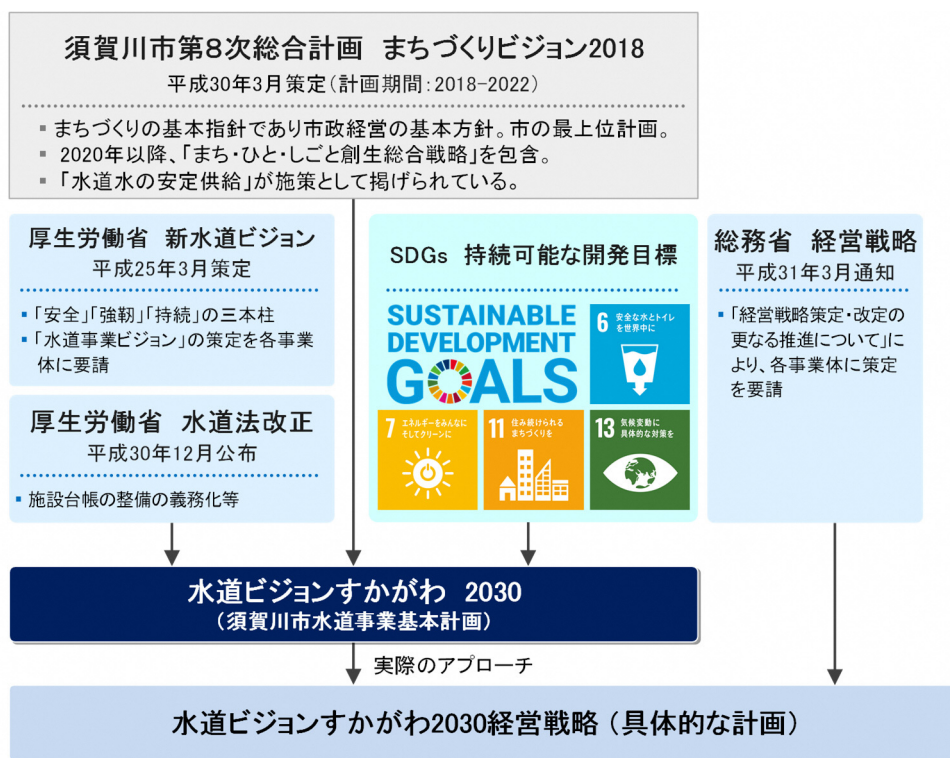 須賀川市第8次総合計画 まちづくりビジョン2018
平成30年3月策定（計画期間：2018-2022）
▪ まちづくりの基本指針であり市政経営の基本方針。市の最上位計画。
▪ 2020年以降、「まち・ひと・しごと創生総合戦略」を包含。
▪ 「水道水の安定供給」が施策として掲げられている。
厚生労働省 新水道ビジョン
平成25年3月策定
▪ 「安全」「強靭」「持続」の三本柱
▪ 「水道事業ビジョン」の策定を各事業
体に要請
厚生労働省 水道法改正
平成30年12月公布
▪ 施設台帳の整備の義務化等
SDGs 持続可能な開発目標
SUSTAINABLE
DEVELOPMENT
GOALS
6 安全な水とトイレ
を世界中に
7 エネルギーをみんなに
そしてクリーンに
11 住み続けられる
まちづくりを
13 気候変動に
具体的な対策を
総務省 経営戦略
平成31年3月通知
▪ 「経営戦略策定・改定の
更なる推進について」に
より、各事業体に策定
を要請
水道ビジョンすかがわ 2030
（須賀川市水道事業基本計画）
実際のアプローチ
水道ビジョンすかがわ2030経営戦略（具体的な計画）